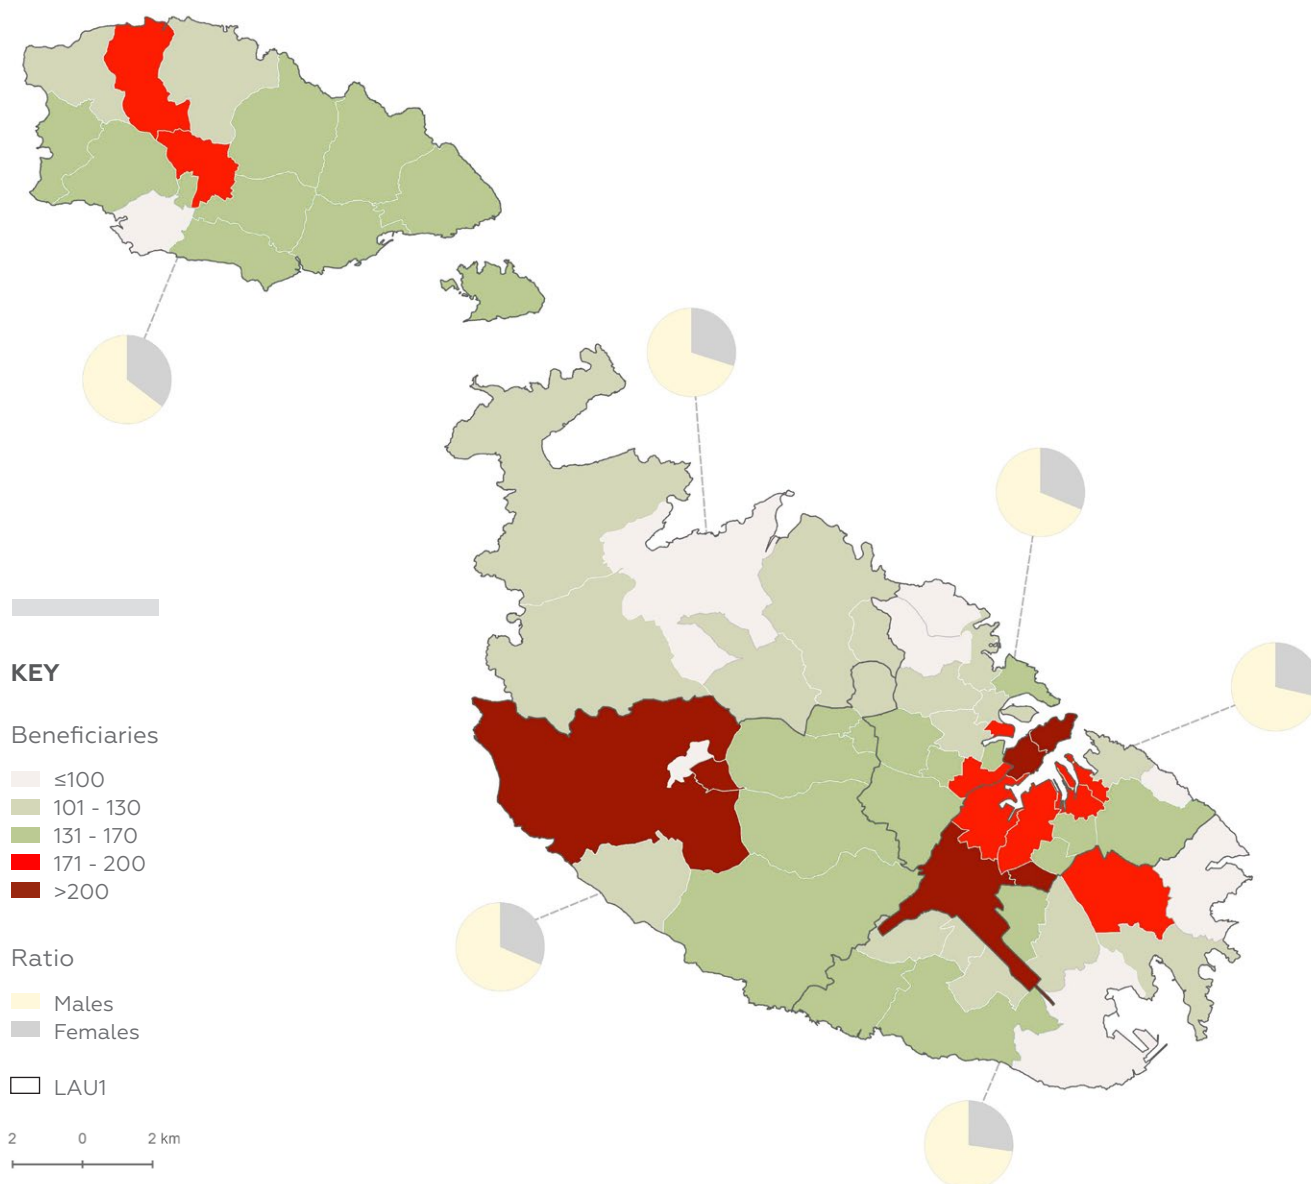 KEY
Beneficiaries
≤100
101 - 130
131 - 170
171 - 200
>200
Ratio
Males
Females
LAU1
2 0 2 km